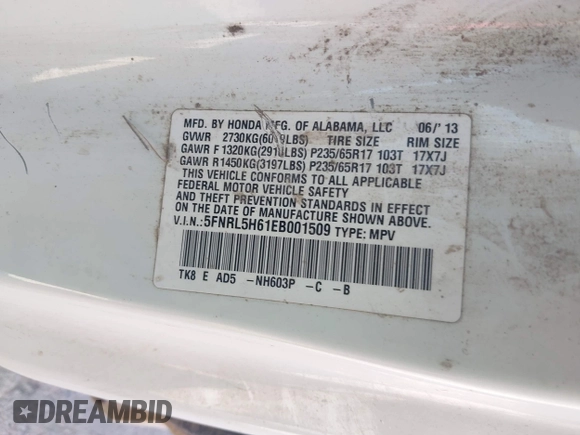 MFD. BY HONDA MFG. OF ALABAMA, LLC 06/'13
GVWR 2730KG(6019LBS) TIRE SIZE RIM SIZE
GAWR F 1320KG(2910LBS) P235/65R17 103T 17X7J
GAWR R1450KG(3197LBS) P235/65R17 103T 17X7J
THIS VEHICLE CONFORMS TO ALL APPLICABLE
FEDERAL MOTOR VEHICLE SAFETY
AND THEFT PREVENTION STANDARDS IN EFFECT
ON THE DATE OF MANUFACTURE SHOWN ABOVE.
V.I.N.:5FNRL5H61EB001509 TYPE: MPV
TK8 E AD5 -NH603P -C -B
DREAMBID